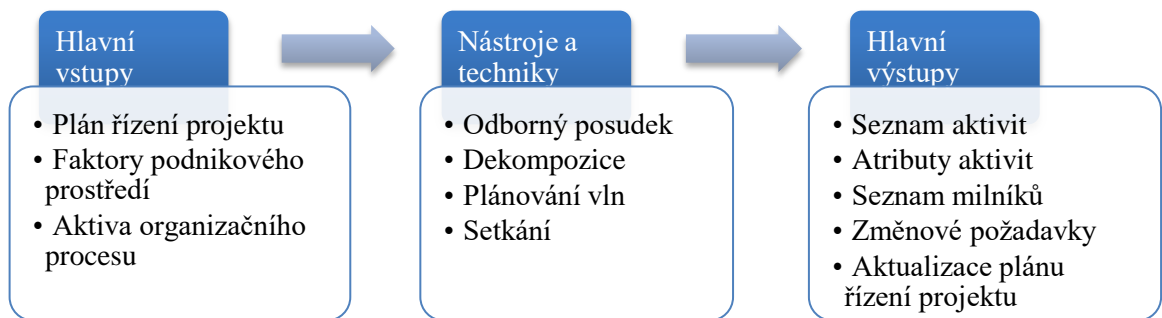 Hlavní
vstupy
• Plán řízení projektu
• Faktory podnikového
prostředí
• Aktiva organizačního
procesu
Nástroje a
techniky
• Odborný posudek
• Dekompozice
• Plánování vln
• Setkání
Hlavní
výstupy
• Seznam aktivit
• Atributy aktivit
• Seznam milníků
• Změnové požadavky
• Aktualizace plánu
řízení projektu